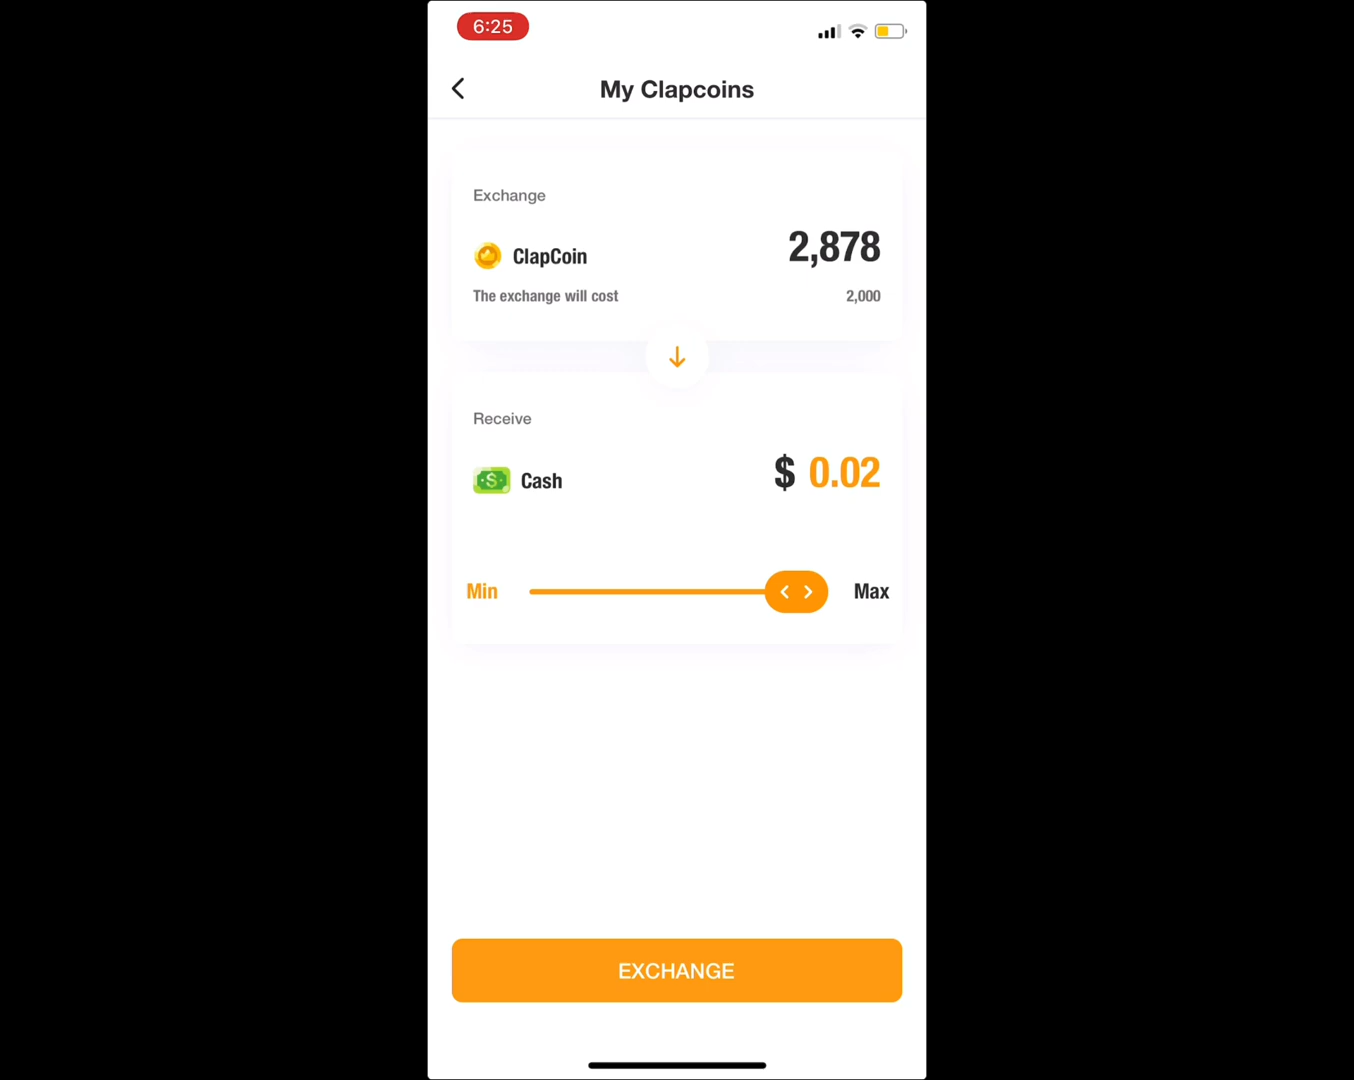 6:25
My Clapcoins
Exchange
ClapCoin 2,878
The exchange will cost 2,000
Receive
Cash $ 0.02
Min Max
EXCHANGE